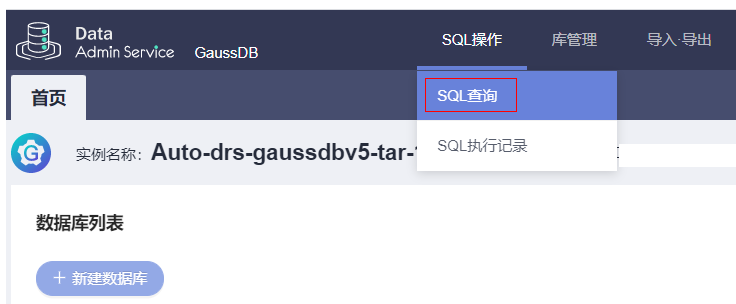 Data
Admin Service
GaussDB
SQL操作
库管理
导入·导出
首页
SQL查询
SQL执行记录
实例名称：
Auto-drs-gaussdbv5-tar-
数据库列表
+ 新建数据库